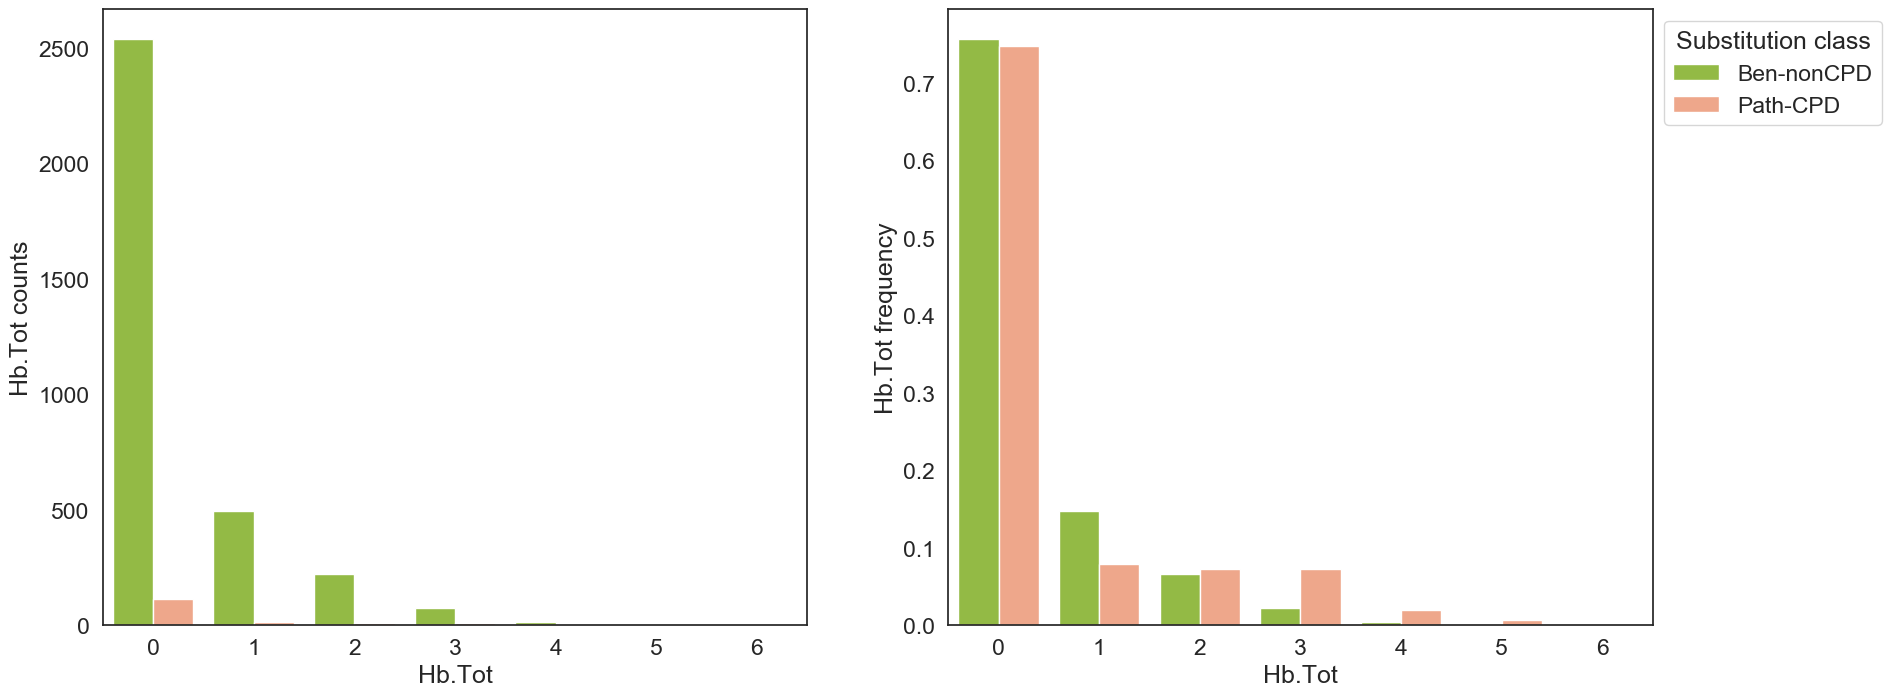 2500
2000
1500
1000
500
0
Hb.Tot counts
0 1 2 3 4 5 6
Hb.Tot
0.7
0.6
0.5
0.4
0.3
0.2
0.1
0.0
Hb.Tot frequency
0 1 2 3 4 5 6
Hb.Tot
Substitution class
Ben-nonCPD
Path-CPD